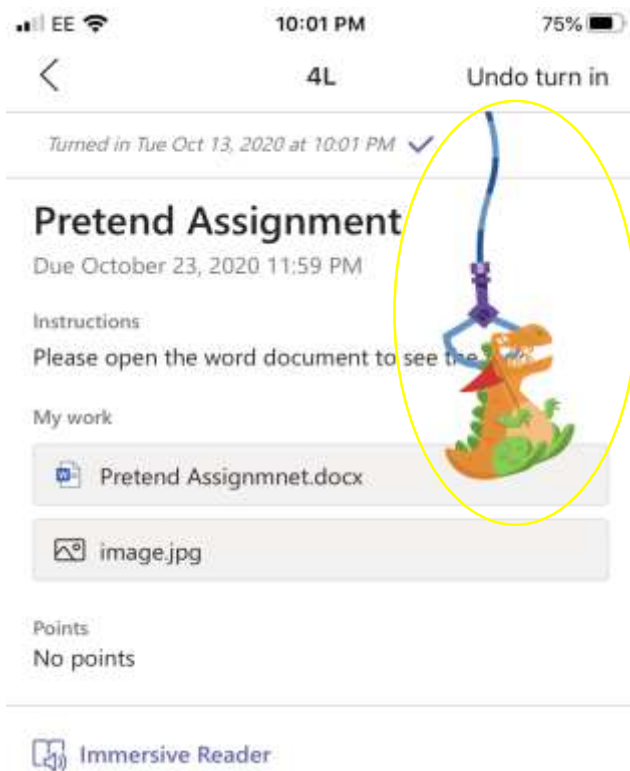 EE 10:01 PM 75%
4L Undo turn in
Turned in Tue Oct 13, 2020 at 10:01 PM
Pretend Assignment
Due October 23, 2020 11:59 PM
Instructions
Please open the word document to see the
My work
Pretend Assignmnet.docx
image.jpg
Points
No points
Immersive Reader